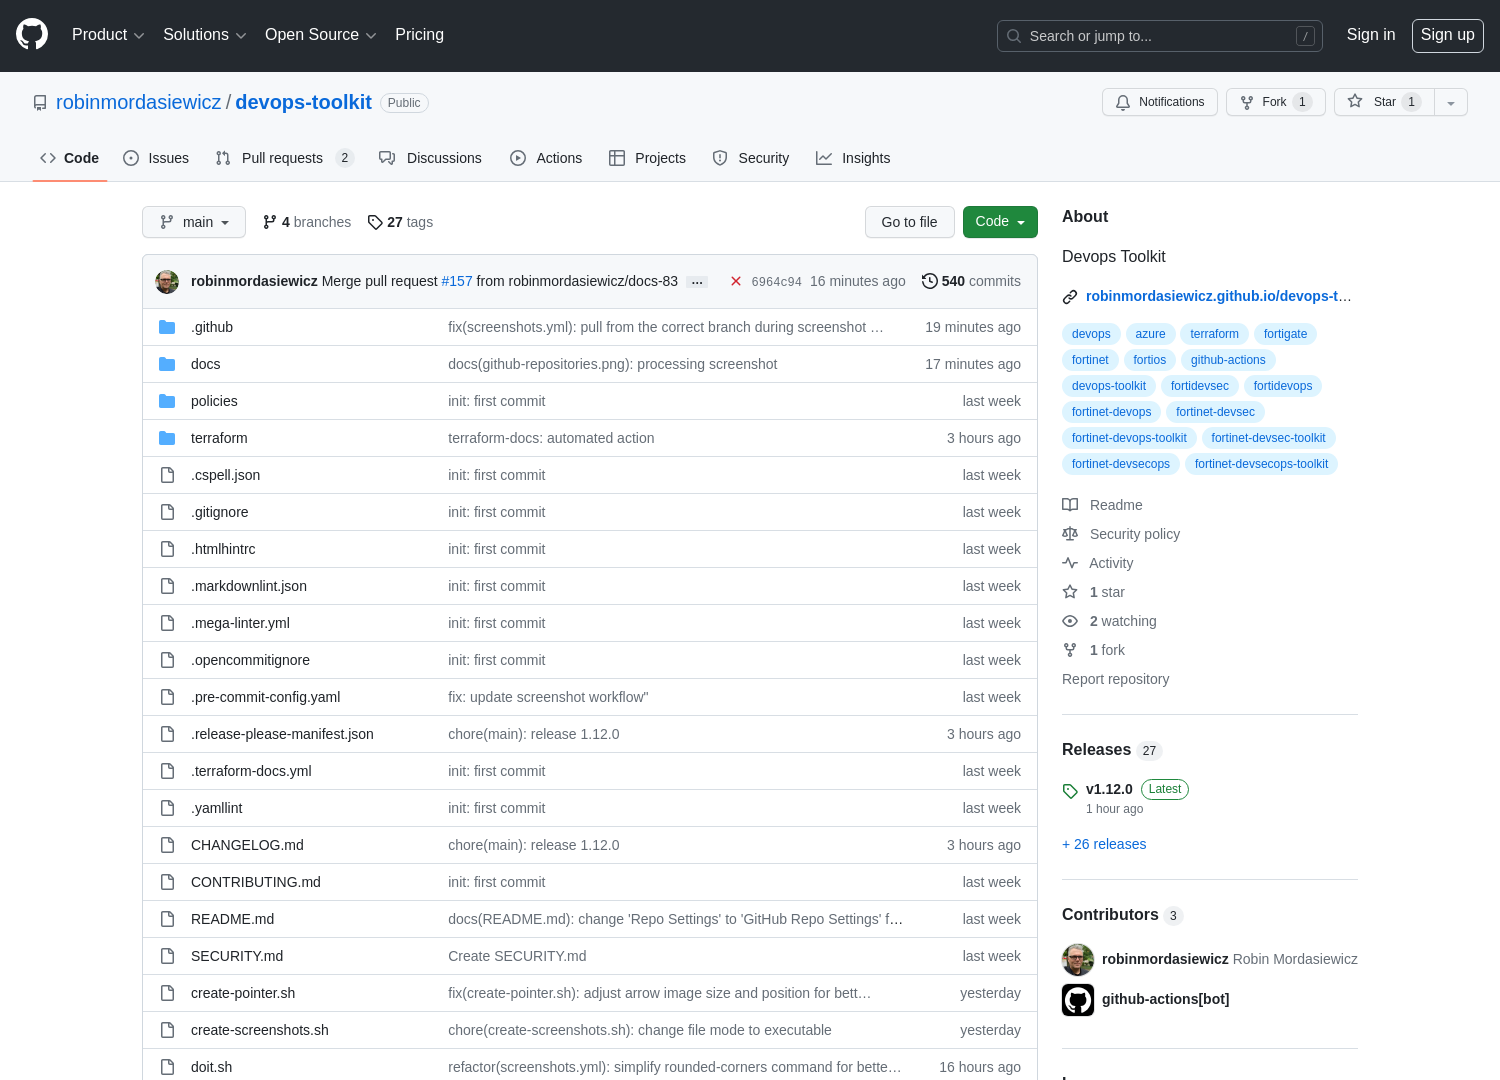 Product Solutions Open Source Pricing Search or jump to... / Sign in Sign up
robinmordasiewicz / devops-toolkit Public Notifications Fork 1 Star 1
Code Issues Pull requests 2 Discussions Actions Projects Security Insights
main 4 branches 27 tags Go to file Code
robinmordasiewicz Merge pull request #157 from robinmordasiewicz/docs-83 … 6964c94 16 minutes ago 540 commits
.github fix(screenshots.yml): pull from the correct branch during screenshot … 19 minutes ago
docs docs(github-repositories.png): processing screenshot 17 minutes ago
policies init: first commit last week
terraform terraform-docs: automated action 3 hours ago
.cspell.json init: first commit last week
.gitignore init: first commit last week
.htmlhintrc init: first commit last week
.markdownlint.json init: first commit last week
.mega-linter.yml init: first commit last week
.opencommitignore init: first commit last week
.pre-commit-config.yaml fix: update screenshot workflow" last week
.release-please-manifest.json chore(main): release 1.12.0 3 hours ago
.terraform-docs.yml init: first commit last week
.yamllint init: first commit last week
CHANGELOG.md chore(main): release 1.12.0 3 hours ago
CONTRIBUTING.md init: first commit last week
README.md docs(README.md): change 'Repo Settings' to 'GitHub Repo Settings' f… last week
SECURITY.md Create SECURITY.md last week
create-pointer.sh fix(create-pointer.sh): adjust arrow image size and position for bett… yesterday
create-screenshots.sh chore(create-screenshots.sh): change file mode to executable yesterday
doit.sh refactor(screenshots.yml): simplify rounded-corners command for bette… 16 hours ago
About
Devops Toolkit
robinmordasiewicz.github.io/devops-t…
devops azure terraform fortigate
fortinet fortios github-actions
devops-toolkit fortidevsec fortidevops
fortinet-devops fortinet-devsec
fortinet-devops-toolkit fortinet-devsec-toolkit
fortinet-devsecops fortinet-devsecops-toolkit
Readme
Security policy
Activity
1 star
2 watching
1 fork
Report repository
Releases 27
v1.12.0 Latest
1 hour ago
+ 26 releases
Contributors 3
robinmordasiewicz Robin Mordasiewicz
github-actions[bot]